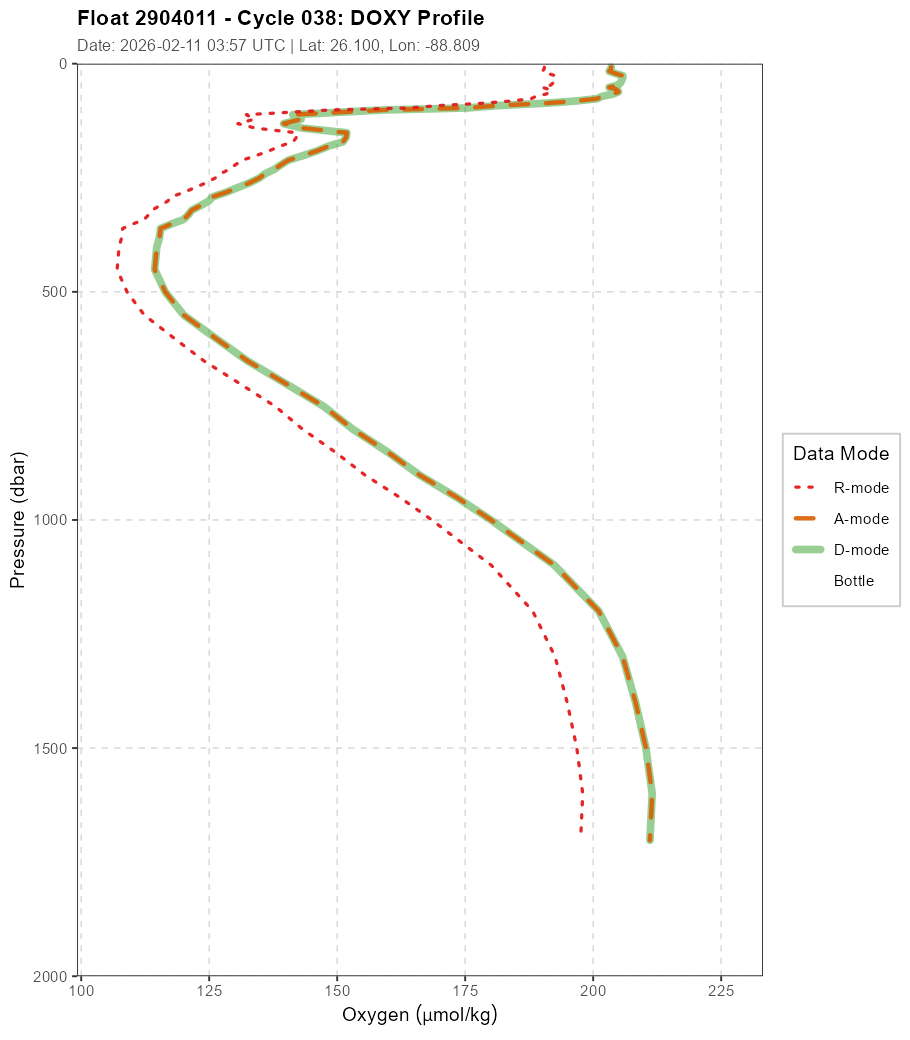 Float 2904011 - Cycle 038: DOXY Profile
Date: 2026-02-11 03:57 UTC | Lat: 26.100, Lon: -88.809
0
500
1000
1500
2000
Pressure (dbar)
100
125
150
175
200
225
Oxygen (µmol/kg)
Data Mode
R-mode
A-mode
D-mode
Bottle